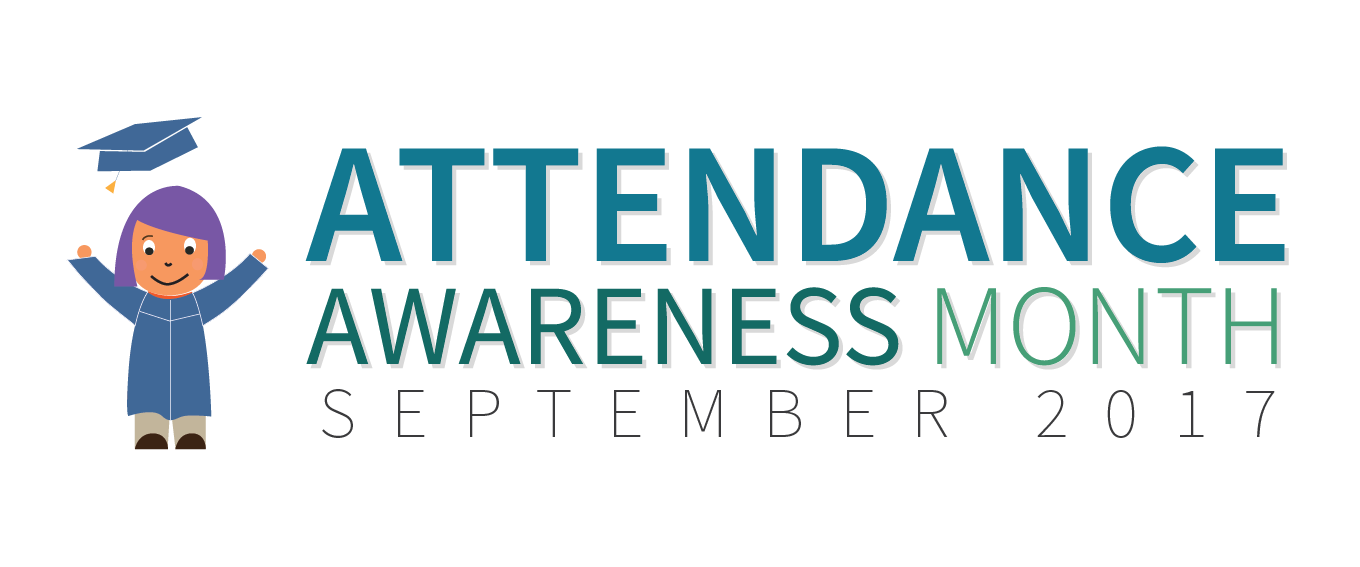 ATTENDANCE
AWARENESS MONTH
SEPTEMBER 2017